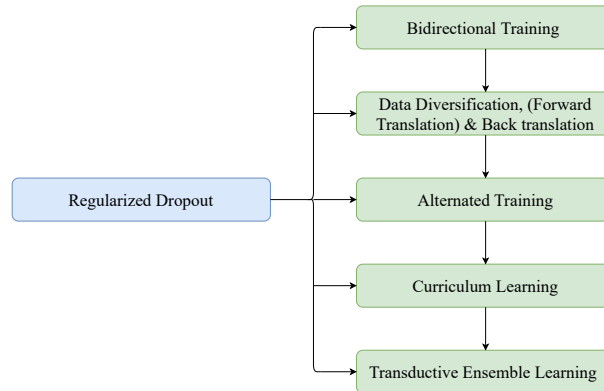 Bidirectional Training
Data Diversification, (Forward
Translation) & Back translation
Regularized Dropout
Alternated Training
Curriculum Learning
Transductive Ensemble Learning